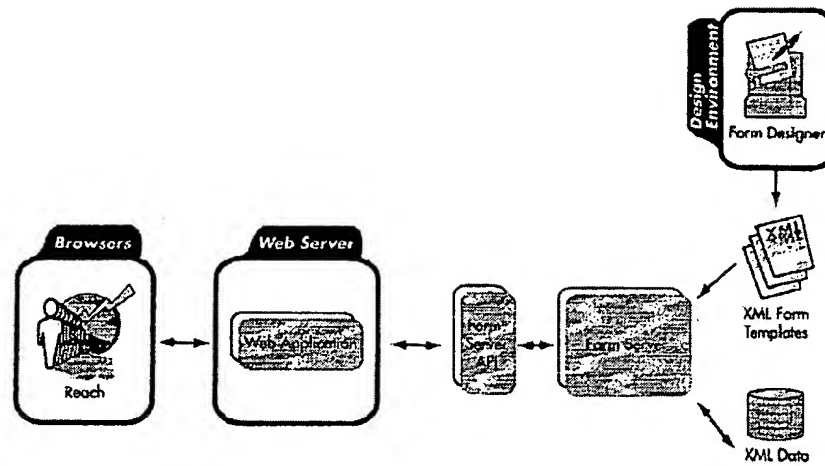 Design
Environment
Form Designer
Browsers
Web Server
XML
XML
XML Form
Templates
Reach
Web Application
Form
Server
API
Form Server
XML Data